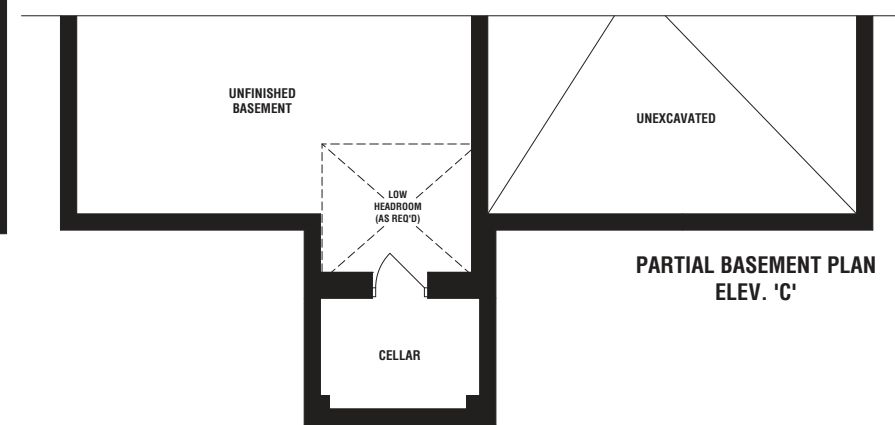 UNFINISHED
BASEMENT
UNEXCAVATED
LOW
HEADROOM
(AS REQ'D)
PARTIAL BASEMENT PLAN
ELEV. 'C'
CELLAR